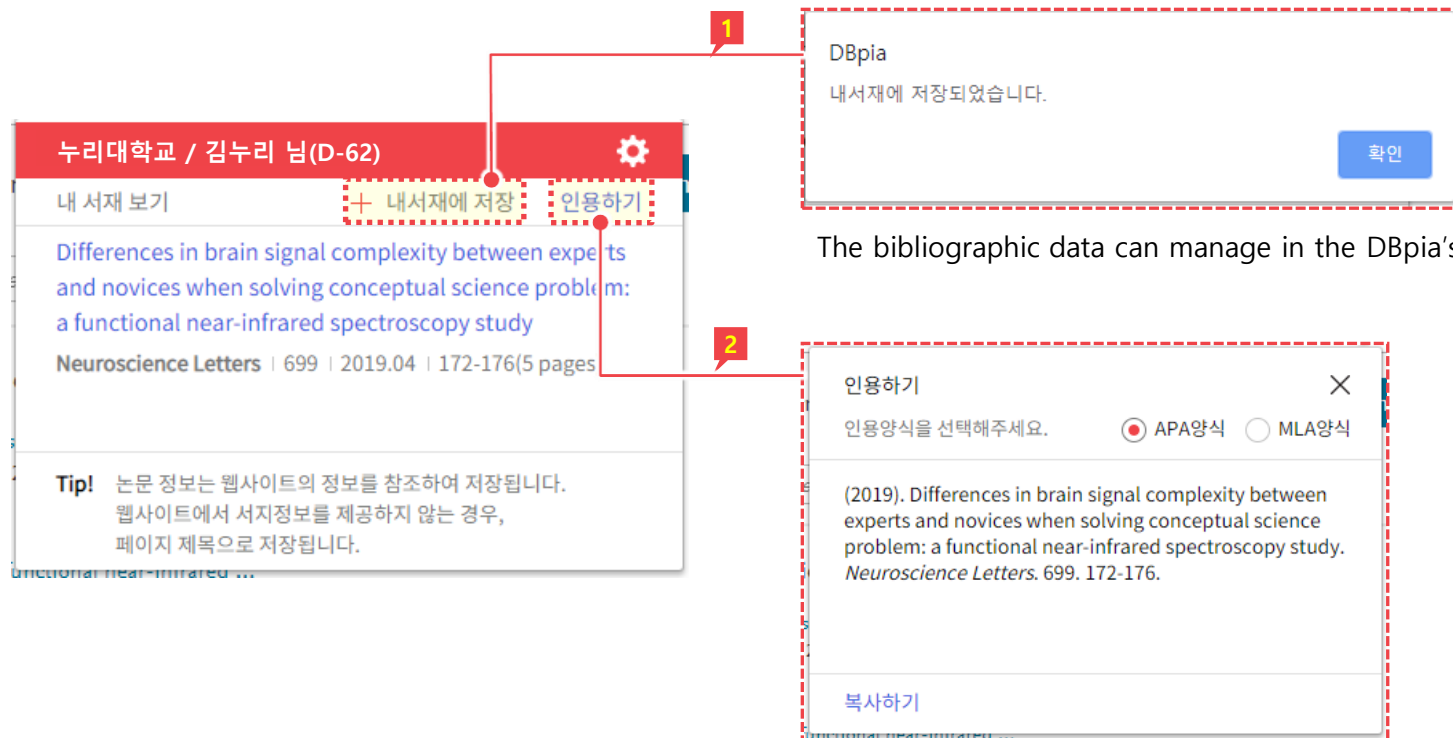 1
DBpia
내서재에 저장되었습니다.
확인
누리대학교 / 김누리 님(D-62)
내 서재 보기
+ 내서재에 저장
인용하기
Differences in brain signal complexity between experts
and novices when solving conceptual science problem:
a functional near-infrared spectroscopy study
Neuroscience Letters | 699 | 2019.04 | 172-176(5 pages
Tip! 논문 정보는 웹사이트의 정보를 참조하여 저장됩니다.
웹사이트에서 서지정보를 제공하지 않는 경우,
페이지 제목으로 저장됩니다.
functional near-infrared ...
The bibliographic data can manage in the DBpia's
2
인용하기
인용양식을 선택해주세요. APA양식 MLA양식
(2019). Differences in brain signal complexity between
experts and novices when solving conceptual science
problem: a functional near-infrared spectroscopy study.
Neuroscience Letters. 699. 172-176.
복사하기
functional near-infrared ...